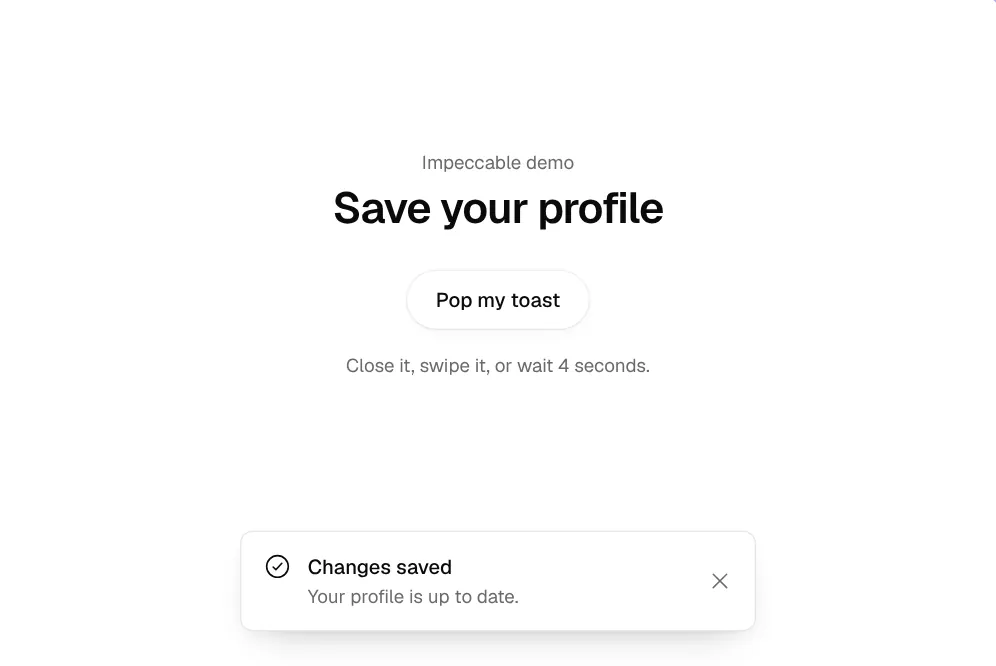 Impeccable demo
Save your profile
Pop my toast
Close it, swipe it, or wait 4 seconds.
Changes saved
Your profile is up to date.